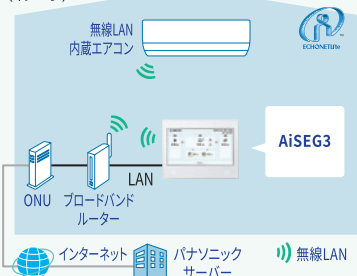 無線LAN
内蔵エアコン
ECHONETLite
AiSEG3
LAN
ONU
ブロードバンド
ルーター
インターネット
パナソニック
サーバー
無線LAN